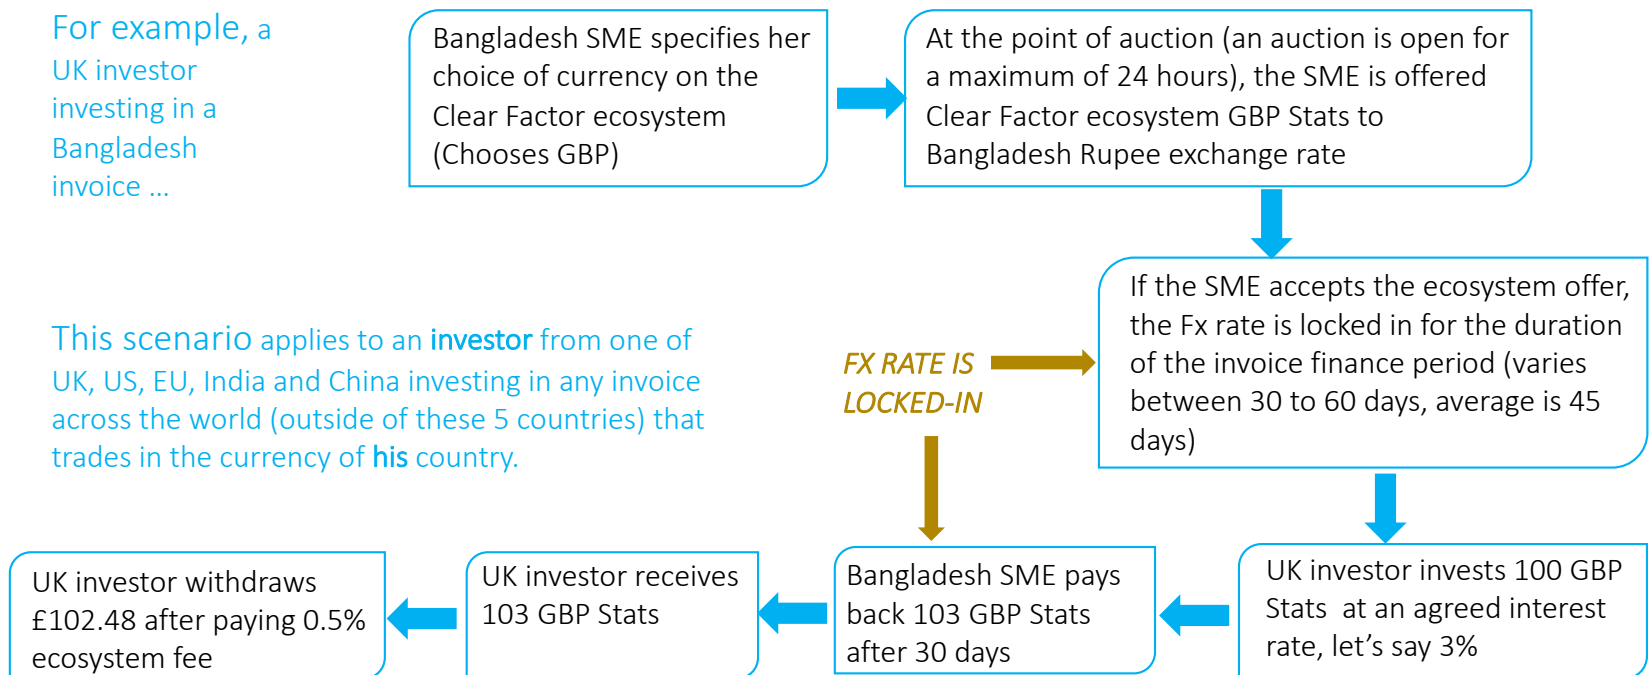 For example, a
UK investor
investing in a
Bangladesh
invoice ...
Bangladesh SME specifies her
choice of currency on the
Clear Factor ecosystem
(Chooses GBP)
At the point of auction (an auction is open for
a maximum of 24 hours), the SME is offered
Clear Factor ecosystem GBP Stats to
Bangladesh Rupee exchange rate
If the SME accepts the ecosystem offer,
the Fx rate is locked in for the duration
of the invoice finance period (varies
between 30 to 60 days, average is 45
days)
This scenario applies to an investor from one of
UK, US, EU, India and China investing in any invoice
across the world (outside of these 5 countries) that
trades in the currency of his country.
FX RATE IS
LOCKED-IN
UK investor invests 100 GBP
Stats at an agreed interest
rate, let's say 3%
Bangladesh SME pays
back 103 GBP Stats
after 30 days
UK investor receives
103 GBP Stats
UK investor withdraws
£102.48 after paying 0.5%
ecosystem fee